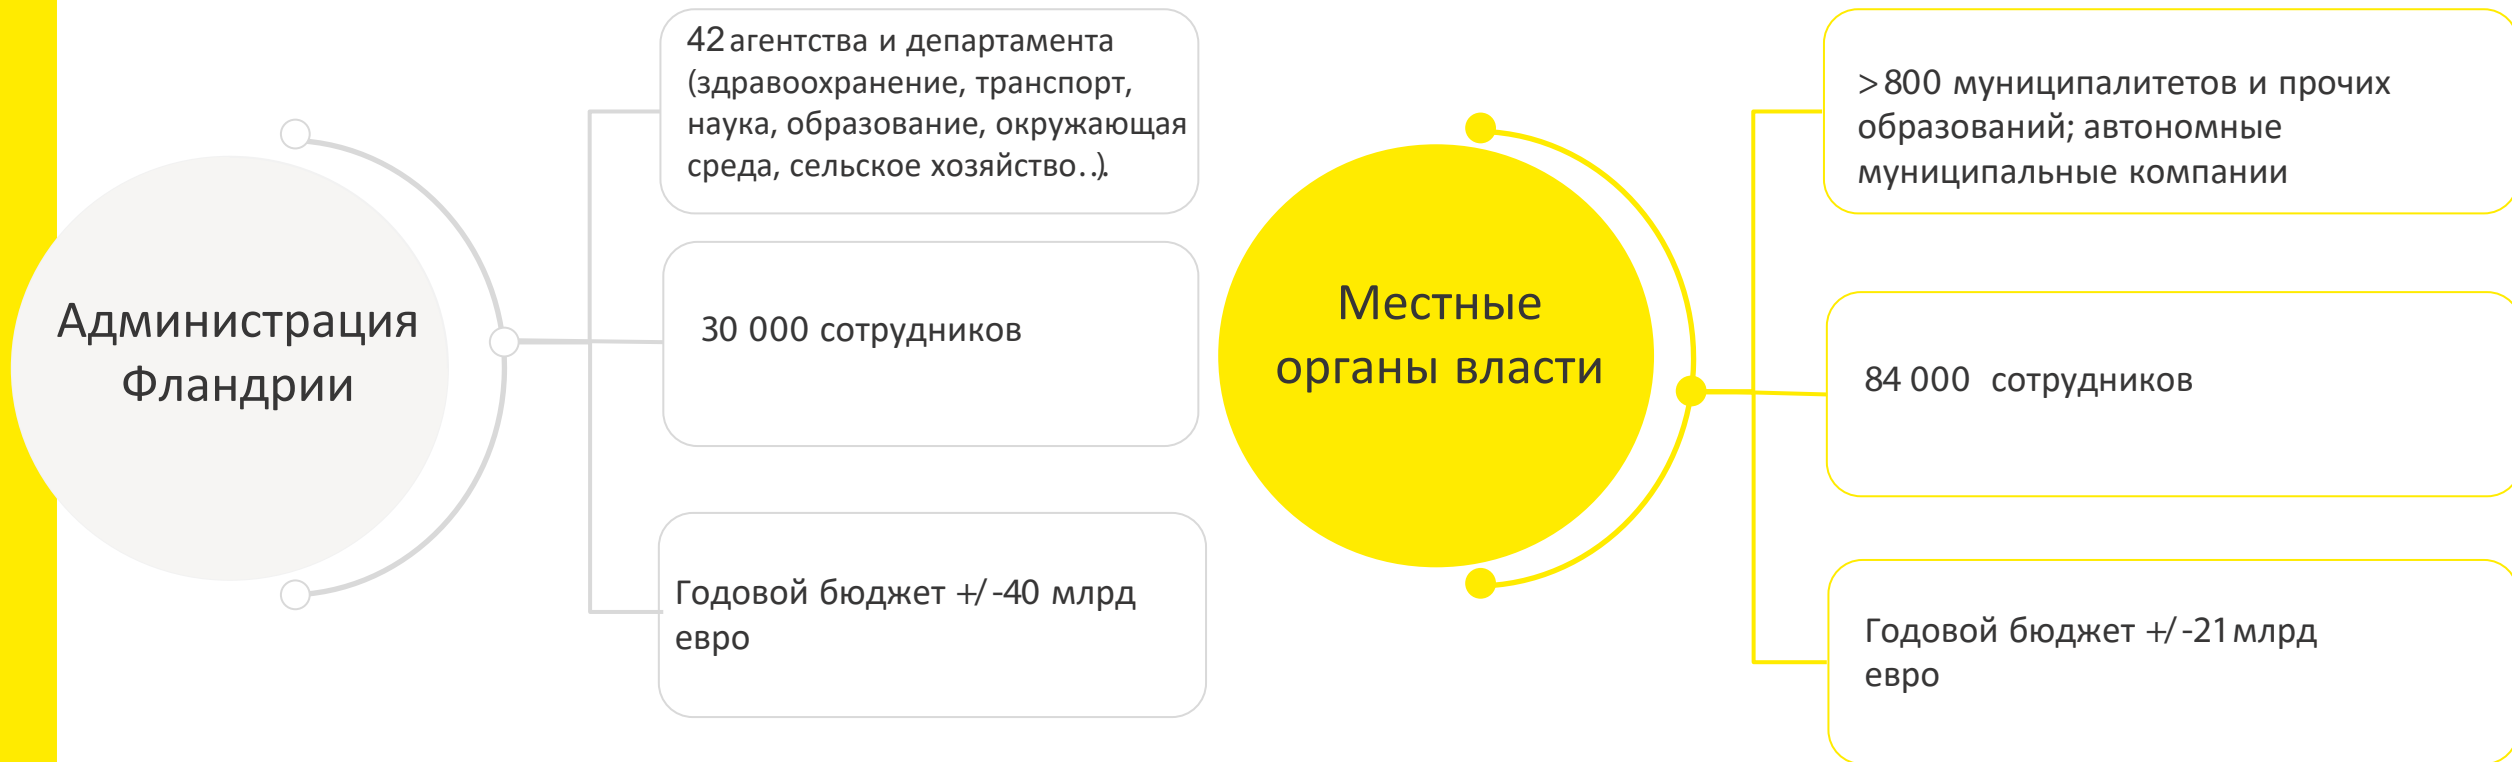 Администрация
Фландрии
42 агентства и департамента
(здравоохранение, транспорт,
наука, образование, окружающая
среда, сельское хозяйство...).
30 000 сотрудников
Годовой бюджет +/-40 млрд
евро
Местные
органы власти
>800 муниципалитетов и прочих
образований; автономные
муниципальные компании
84 000 сотрудников
Годовой бюджет +/-21 млрд
евро